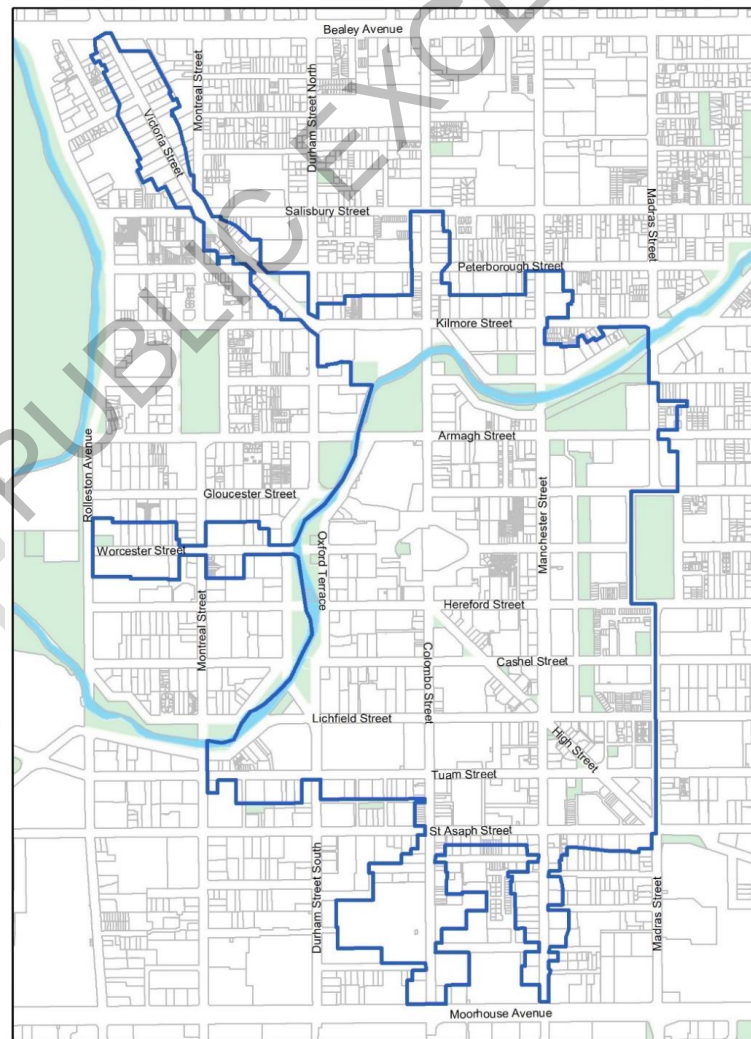 Bealey Avenue
Montreal Street
Durham Street North
Victoria Street
Salisbury Street
Madras Street
Peterborough Street
Kilmore Street
Armagh Street
Rolleston Avenue
Gloucester Street
Manchester Street
Worcester Street
Oxford Terrace
Hereford Street
Montreal Street
Colombo Street
Cashel Street
Lichfield Street
High Street
Tuam Street
St Asaph Street
Durham Street South
Madras Street
Moorhouse Avenue
PUBLIC EXCL